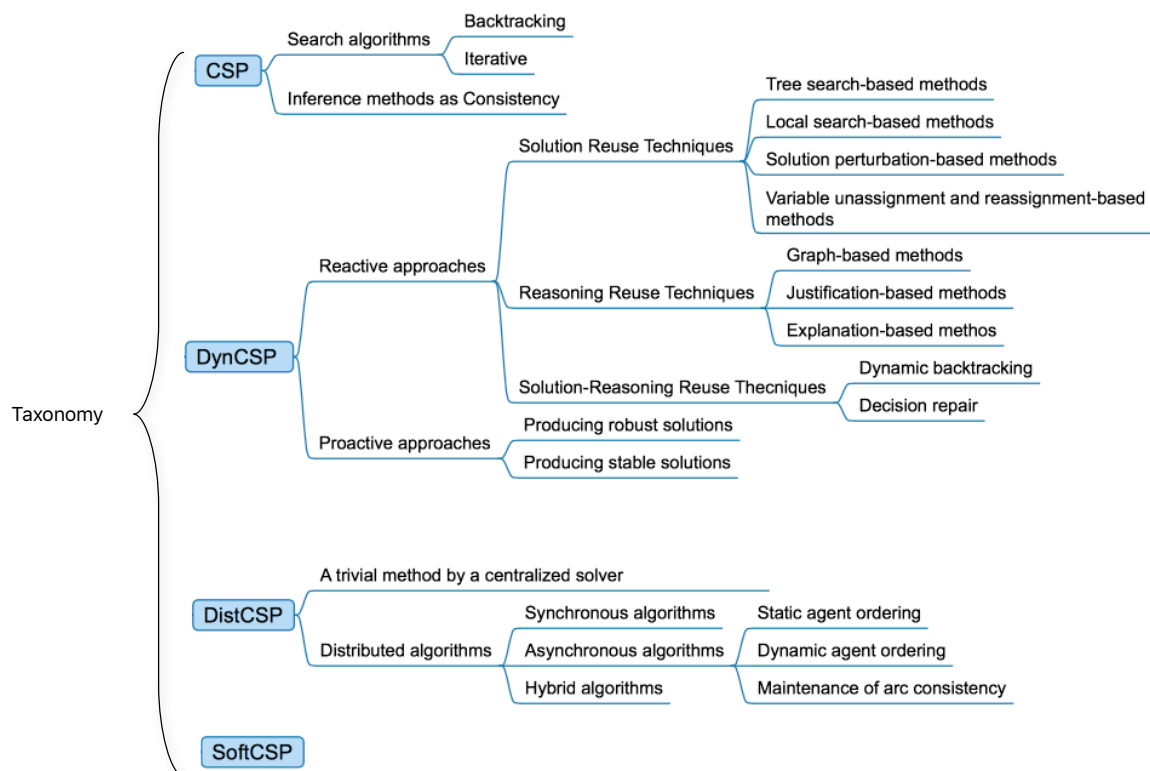 Taxonomy
CSP
Search algorithms
Backtracking
Iterative
Inference methods as Consistency
DynCSP
Reactive approaches
Solution Reuse Techniques
Tree search-based methods
Local search-based methods
Solution perturbation-based methods
Variable unassignment and reassignment-based
methods
Reasoning Reuse Techniques
Graph-based methods
Justification-based methods
Explanation-based methos
Solution-Reasoning Reuse Thecniques
Dynamic backtracking
Decision repair
Proactive approaches
Producing robust solutions
Producing stable solutions
DistCSP
A trivial method by a centralized solver
Distributed algorithms
Synchronous algorithms
Asynchronous algorithms
Static agent ordering
Dynamic agent ordering
Maintenance of arc consistency
Hybrid algorithms
SoftCSP